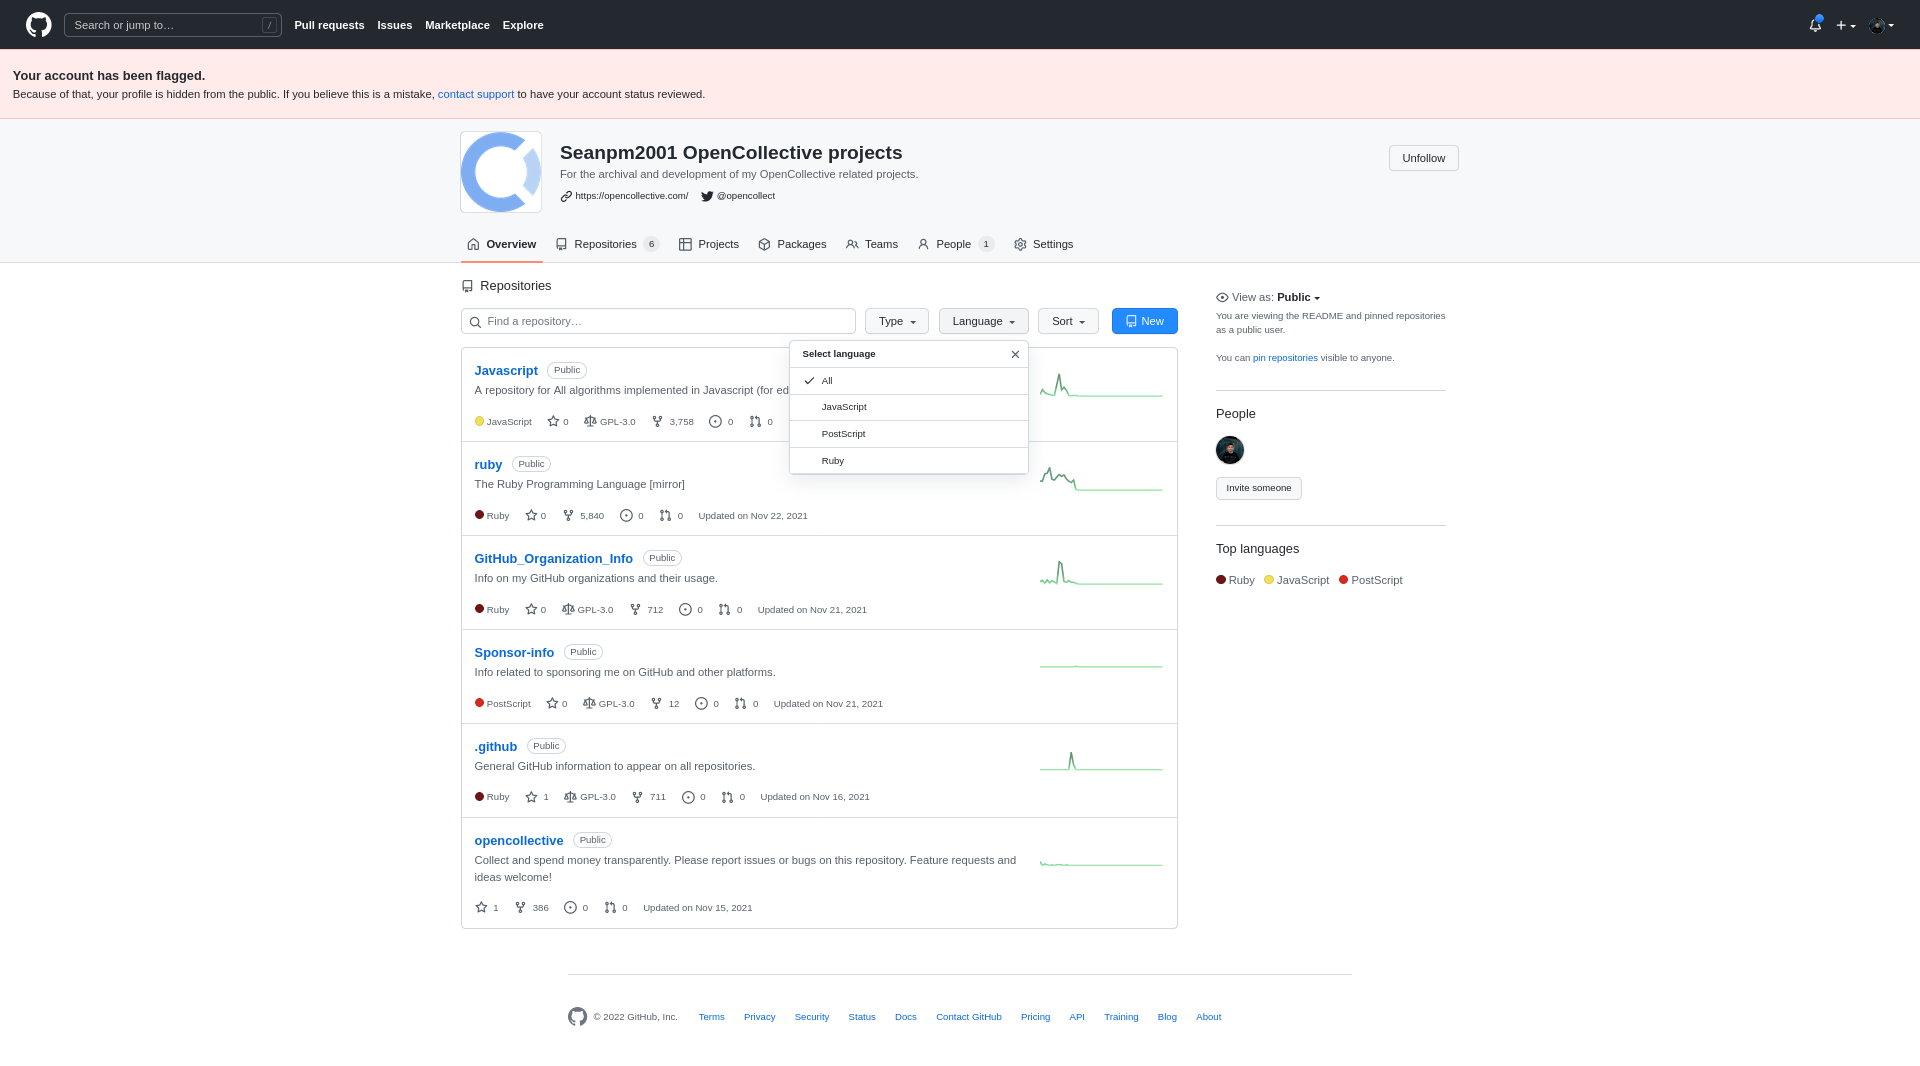 Search or jump to… /
Pull requests Issues Marketplace Explore
Your account has been flagged.
Because of that, your profile is hidden from the public. If you believe this is a mistake, contact support to have your account status reviewed.
Seanpm2001 OpenCollective projects
Unfollow
For the archival and development of my OpenCollective related projects.
https://opencollective.com/ @opencollect
Overview Repositories 6 Projects Packages Teams People 1 Settings
Repositories
Find a repository… Type Language Sort New
Select language
All
JavaScript
PostScript
Ruby
Javascript Public
A repository for All algorithms implemented in Javascript (for ed
JavaScript 0 GPL-3.0 3,758 0 0
ruby Public
The Ruby Programming Language [mirror]
Ruby 0 5,840 0 0 Updated on Nov 22, 2021
GitHub_Organization_Info Public
Info on my GitHub organizations and their usage.
Ruby 0 GPL-3.0 712 0 0 Updated on Nov 21, 2021
Sponsor-info Public
Info related to sponsoring me on GitHub and other platforms.
PostScript 0 GPL-3.0 12 0 0 Updated on Nov 21, 2021
.github Public
General GitHub information to appear on all repositories.
Ruby 1 GPL-3.0 711 0 0 Updated on Nov 16, 2021
opencollective Public
Collect and spend money transparently. Please report issues or bugs on this repository. Feature requests and
ideas welcome!
1 386 0 0 Updated on Nov 15, 2021
View as: Public
You are viewing the README and pinned repositories
as a public user.
You can pin repositories visible to anyone.
People
Invite someone
Top languages
Ruby JavaScript PostScript
© 2022 GitHub, Inc. Terms Privacy Security Status Docs Contact GitHub Pricing API Training Blog About